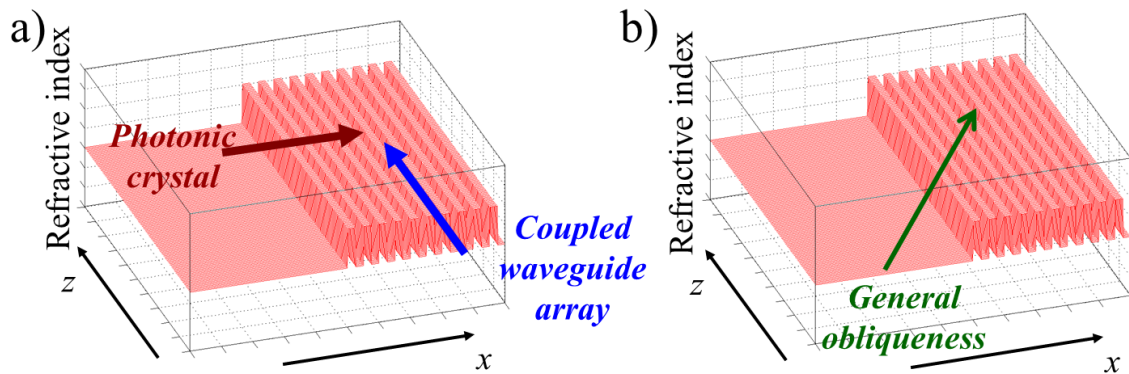 a)
Refractive index
Photonic
crystal
Coupled
waveguide
array
z
x
b)
Refractive index
General
obliqueness
z
x